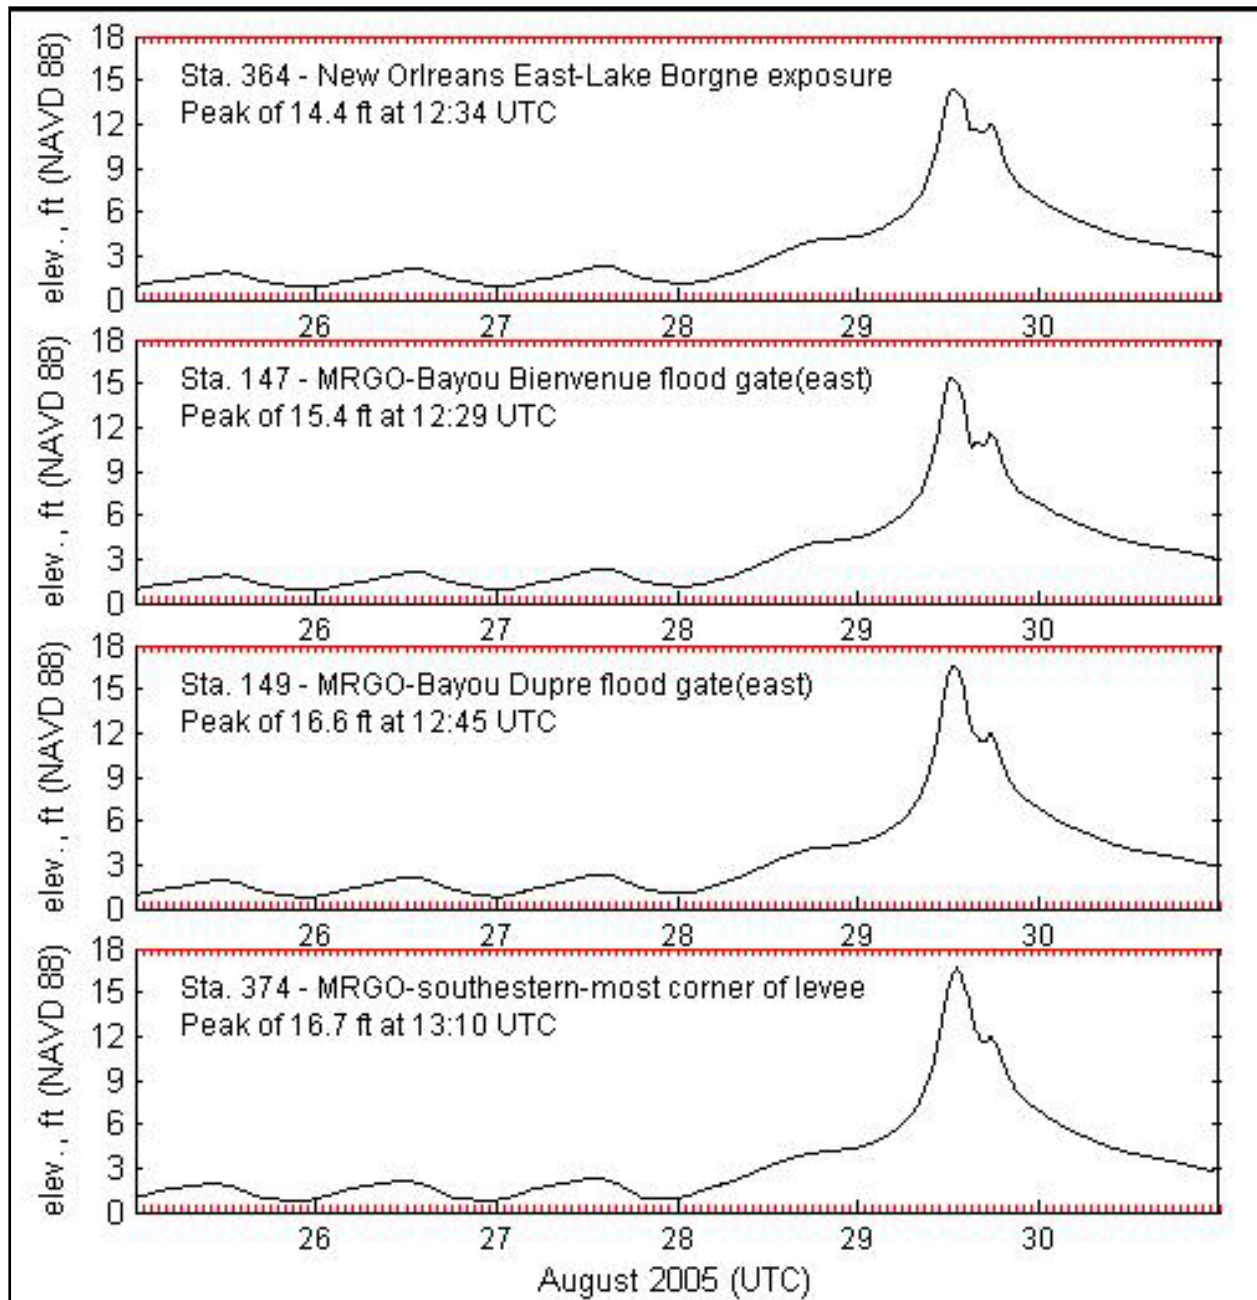 elev., ft (NAVD 88)
18
15
12
9
6
3
0
Sta. 364 - New Orlreans East-Lake Borgne exposure
Peak of 14.4 ft at 12:34 UTC
26 27 28 29 30
elev., ft (NAVD 88)
18
15
12
9
6
3
0
Sta. 147 - MRGO-Bayou Bienvenue flood gate(east)
Peak of 15.4 ft at 12:29 UTC
26 27 28 29 30
elev., ft (NAVD 88)
18
15
12
9
6
3
0
Sta. 149 - MRGO-Bayou Dupre flood gate(east)
Peak of 16.6 ft at 12:45 UTC
26 27 28 29 30
elev., ft (NAVD 88)
18
15
12
9
6
3
0
Sta. 374 - MRGO-southestern-most corner of levee
Peak of 16.7 ft at 13:10 UTC
26 27 28 29 30
August 2005 (UTC)